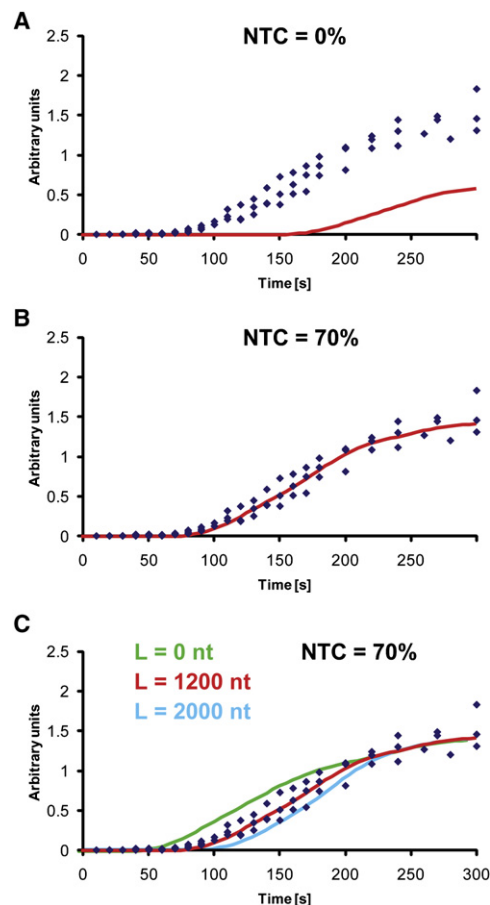 A
NTC = 0%
2.5
2
1.5
1
0.5
0
Arbitrary units
0 50 100 150 200 250
Time [s]
B
NTC = 70%
2.5
2
1.5
1
0.5
0
Arbitrary units
0 50 100 150 200 250
Time [s]
C
L = 0 nt NTC = 70%
L = 1200 nt
L = 2000 nt
2.5
2
1.5
1
0.5
0
Arbitrary units
0 50 100 150 200 250 300
Time [s]